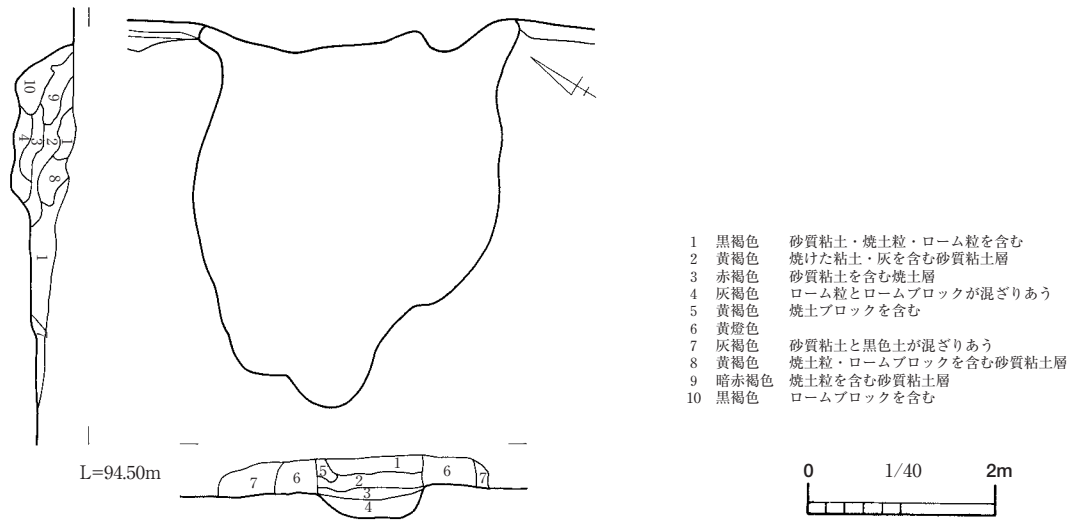 10
9
4
3
2
1
8
1
1 黒褐色 砂質粘土・焼土粒・ローム粒を含む
2 黄褐色 焼けた粘土・灰を含む砂質粘土層
3 赤褐色 砂質粘土を含む焼土層
4 灰褐色 ローム粒とロームブロックが混ざりあう
5 黄褐色 焼土ブロックを含む
6 黄燈色
7 灰褐色 砂質粘土と黒色土が混ざりあう
8 黄褐色 焼土粒・ロームブロックを含む砂質粘土層
9 暗赤褐色 焼土粒を含む砂質粘土層
10 黒褐色 ロームブロックを含む
L=94.50m
7 6 5 1 6 7
2
3
4
0 1/40 2m